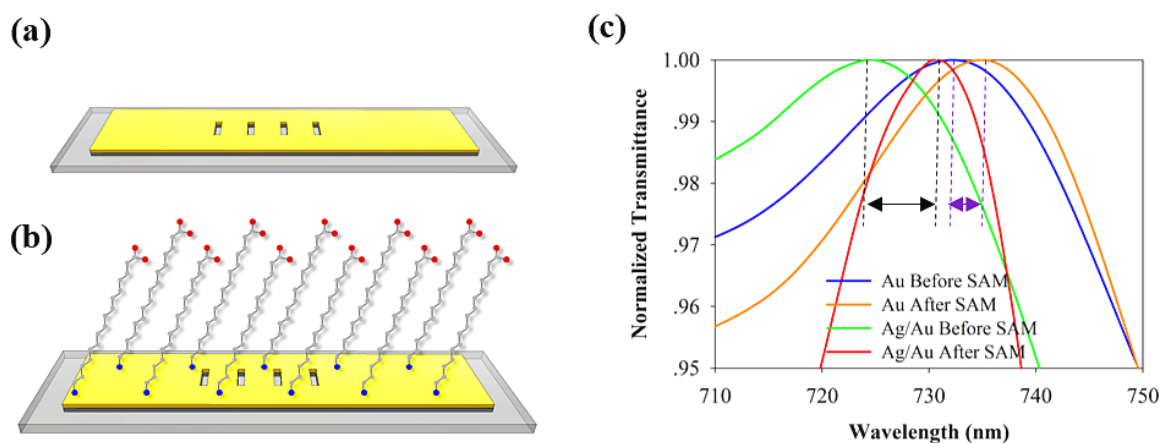 (a)
(b)
(c)
Normalized Transmittance
1.00
.99
.98
.97
.96
.95
Au Before SAM
Au After SAM
Ag/Au Before SAM
Ag/Au After SAM
710
720
730
740
750
Wavelength (nm)